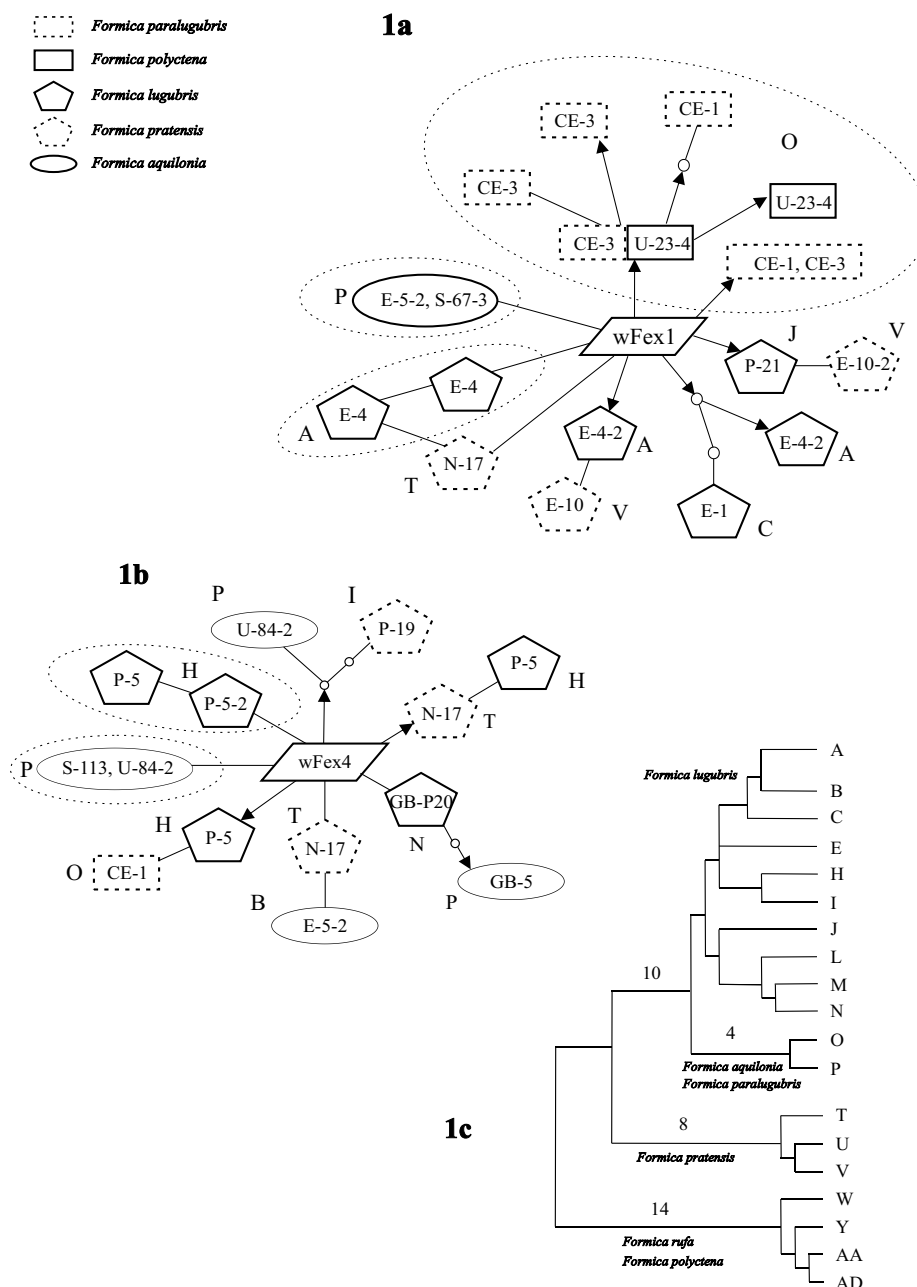 1a
Formica paralugubris
Formica polyctena
Formica lugubris
Formica pratensis
Formica aquilonia
CE-3
CE-1
O
CE-3
U-23-4
CE-3
U-23-4
CE-1, CE-3
P
E-5-2, S-67-3
wFex1
J
V
P-21
E-10-2
E-4
E-4
A
N-17
T
E-4-2
A
E-10
V
E-4-2
A
E-1
C
1b
P
I
U-84-2
P-19
P-5
H
P-5-2
P-5
H
N-17
T
P
S-113, U-84-2
wFex4
GB-P20
N
H
P-5
T
N-17
O
CE-1
B
E-5-2
P
GB-5
1c
Formica lugubris
A
B
C
E
H
I
J
L
M
N
10
4
O
P
Formica aquilonia
Formica paralugubris
8
T
U
V
Formica pratensis
14
W
Y
AA
AD
Formica rufa
Formica polyctena